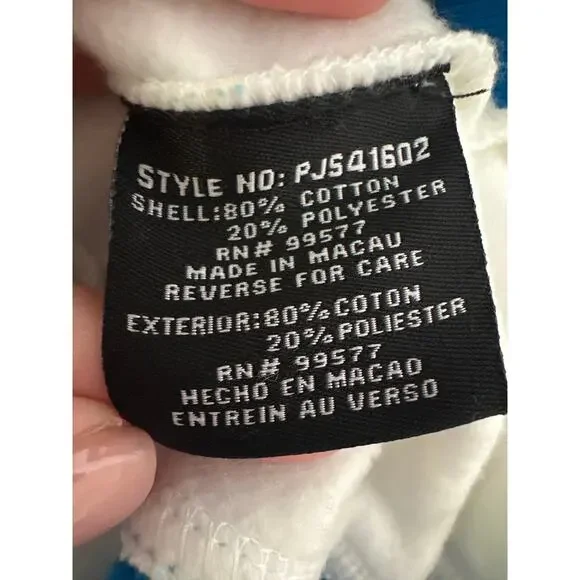 STYLE NO: PJS41602
SHELL:80% COTTON
20% POLYESTER
RN# 99577
MADE IN MACAU
REVERSE FOR CARE
EXTERIOR:80%COTON
20%POLIESTER
RN# 99577
HECHO EN MACAO
ENTREIN AU VERSO